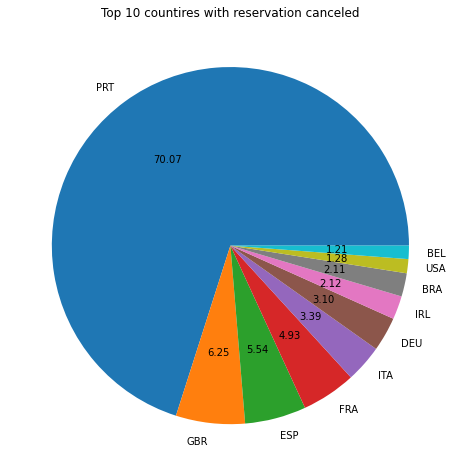 Top 10 countires with reservation canceled
PRT
70.07
1.21
BEL
1.28
USA
2.11
BRA
2.12
IRL
3.10
DEU
3.39
ITA
4.93
FRA
5.54
ESP
6.25
GBR